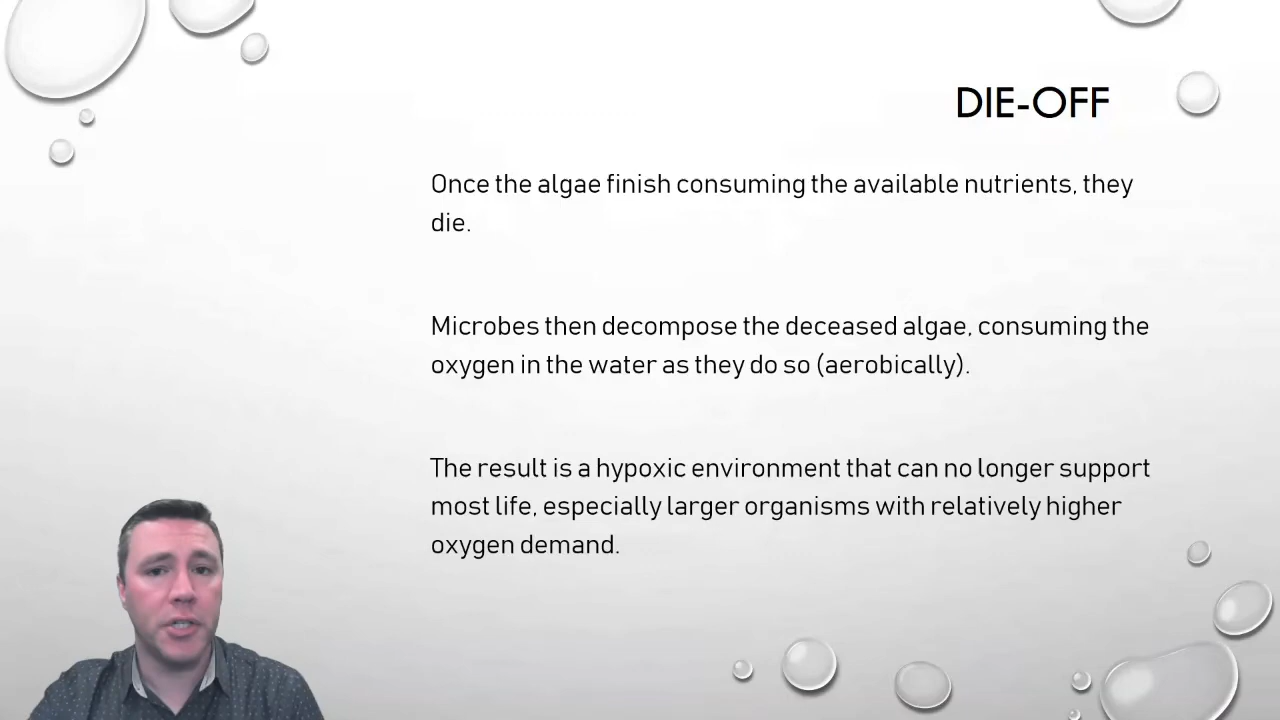 DIE-OFF
Once the algae finish consuming the available nutrients, they
die.
Microbes then decompose the deceased algae, consuming the
oxygen in the water as they do so (aerobically).
The result is a hypoxic environment that can no longer support
most life, especially larger organisms with relatively higher
oxygen demand.